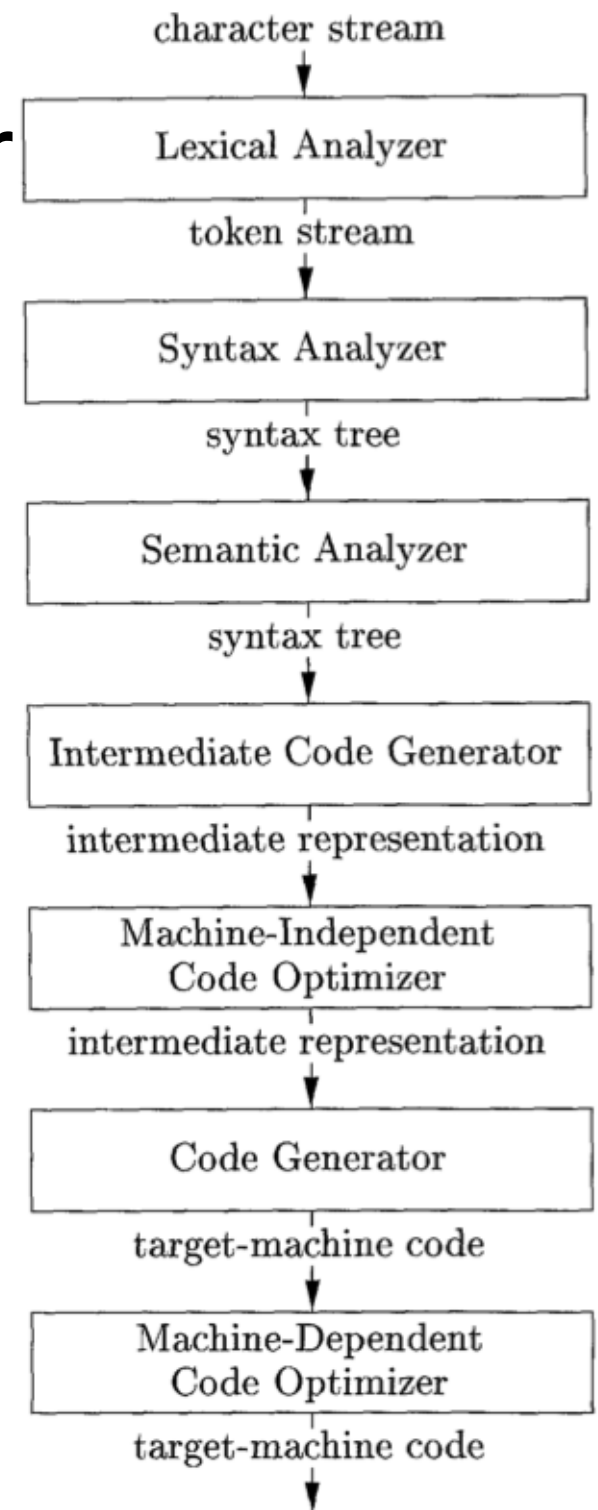 character stream
r
Lexical Analyzer
token stream
Syntax Analyzer
syntax tree
Semantic Analyzer
syntax tree
Intermediate Code Generator
intermediate representation
Machine-Independent
Code Optimizer
intermediate representation
Code Generator
target-machine code
Machine-Dependent
Code Optimizer
target-machine code